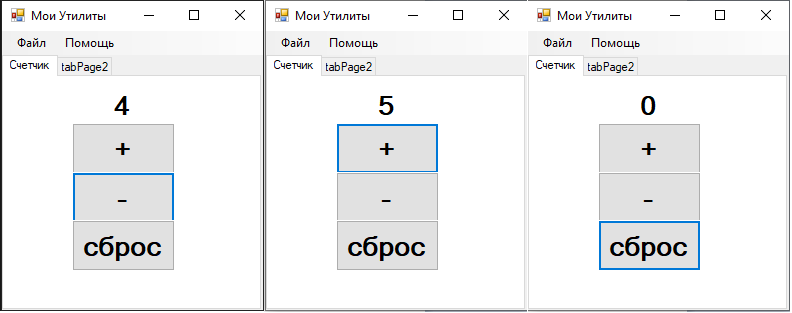 Мои Утилиты
Файл Помощь
Счетчик tabPage2
4
+
-
сброс
Мои Утилиты
Файл Помощь
Счетчик tabPage2
5
+
-
сброс
Мои Утилиты
Файл Помощь
Счетчик tabPage2
0
+
-
сброс